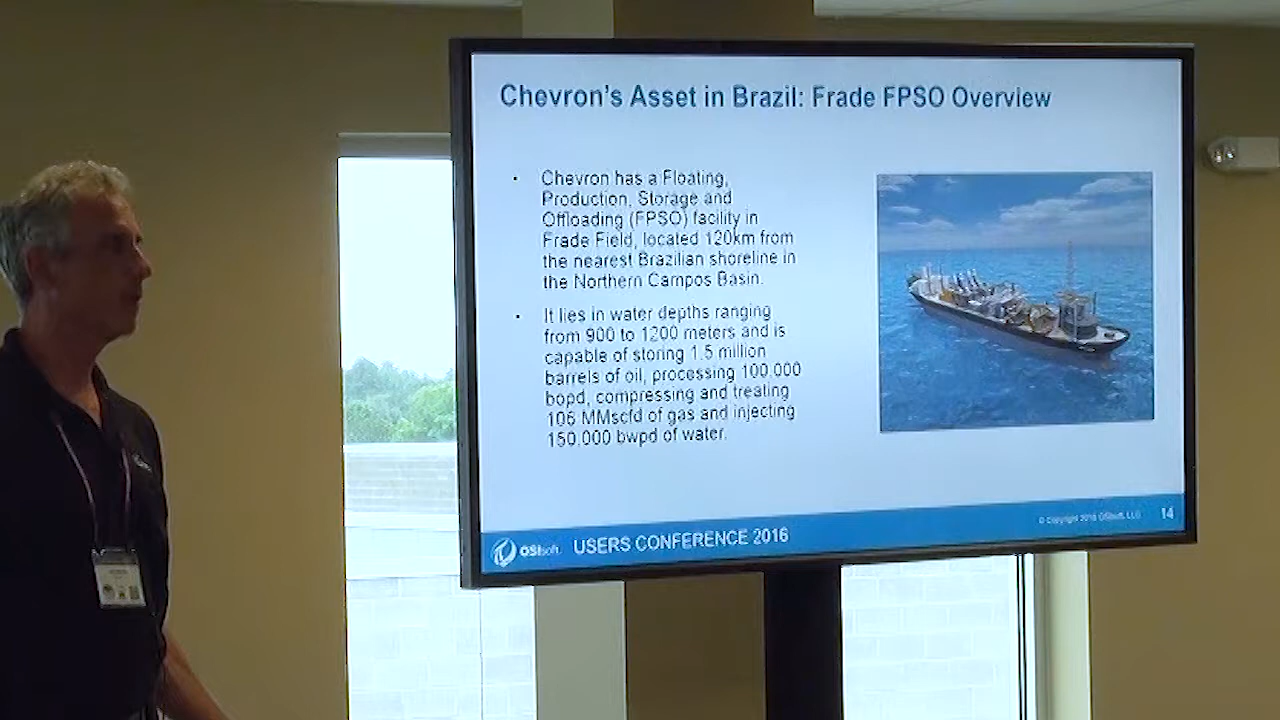 Chevron's Asset in Brazil: Frade FPSO Overview
• Chevron has a Floating,
Production, Storage and
Offloading (FPSO) facility in
Frade Field, located 120km from
the nearest Brazilian shoreline in
the Northern Campos Basin.
• It lies in water depths ranging
from 900 to 1200 meters and is
capable of storing 1.5 million
barrels of oil, processing 100.000
bopd, compressing and treating
106 MMscfd of gas and injecting
150.000 bwpd of water.
OSIsoft. USERS CONFERENCE 2016
© Copyright 2016 OSIsoft, LLC 14